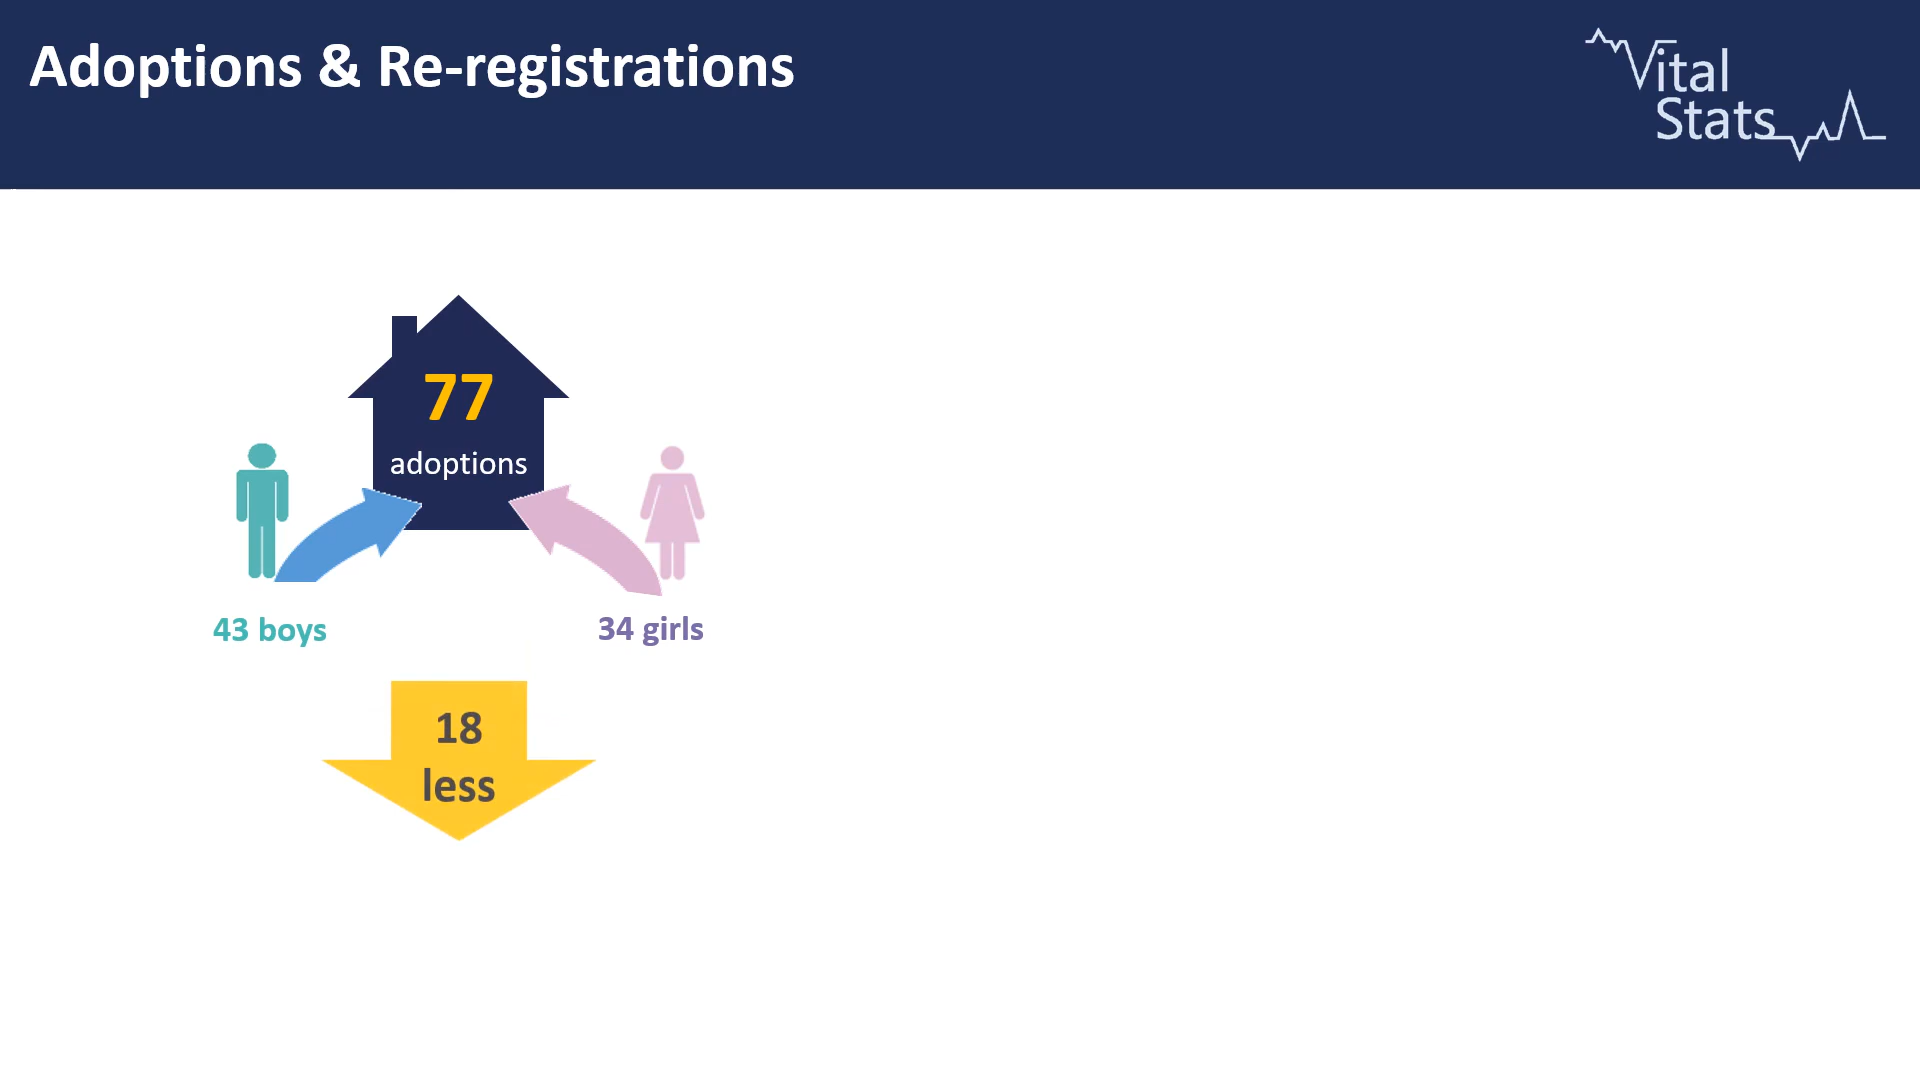 Adoptions & Re-registrations
Vital
Stats
77
adoptions
43 boys
34 girls
18
less